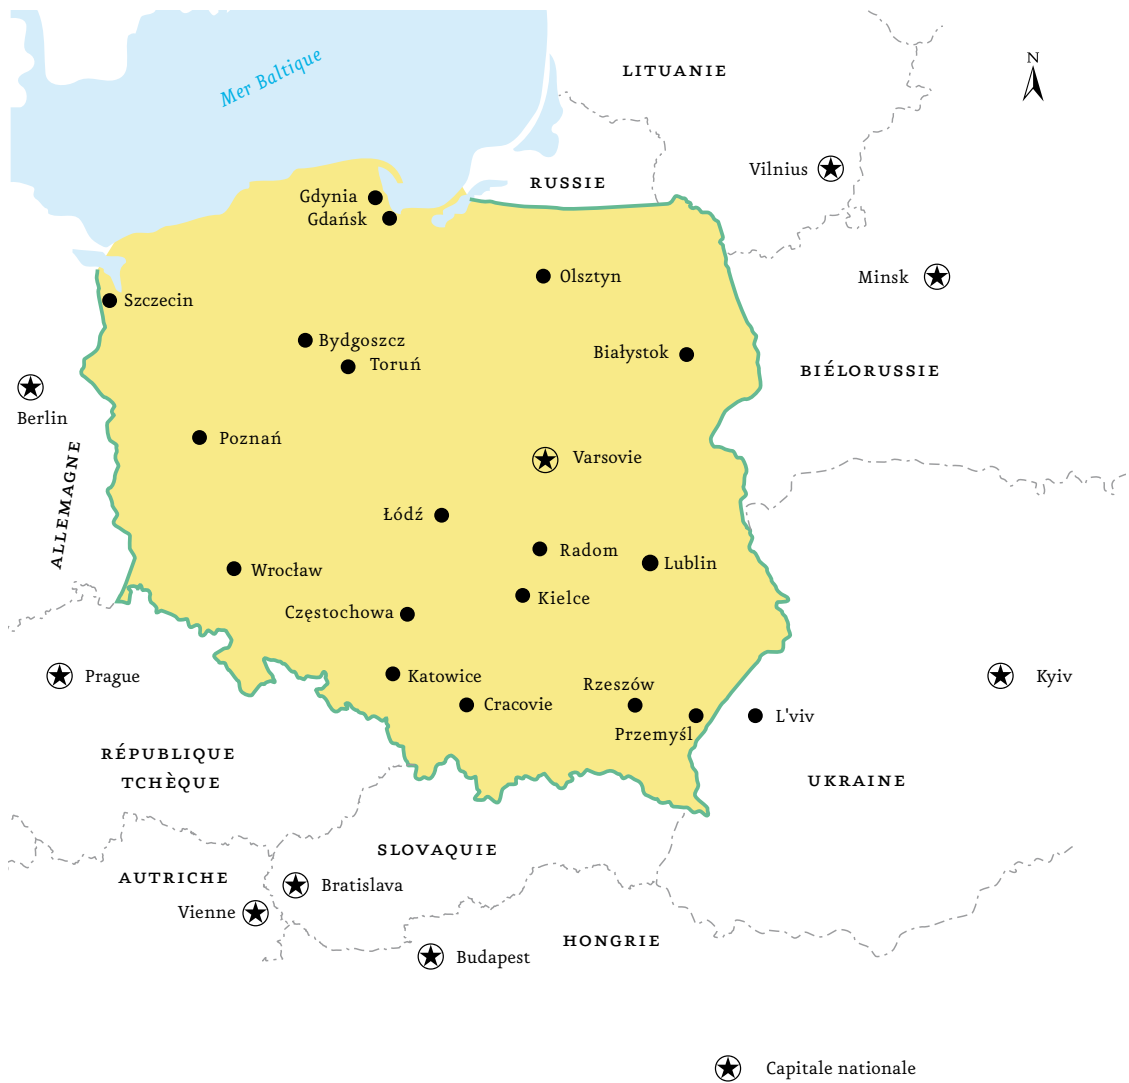 Mer Baltique
LITUANIE
N
Vilnius
RUSSIE
Gdynia
Gdańsk
Olsztyn
Minsk
Szczecin
Bydgoszcz
Toruń
Białystok
BIÉLORUSSIE
Berlin
Poznań
Varsovie
ALLEMAGNE
Łódź
Radom
Lublin
Wrocław
Kielce
Częstochowa
Prague
Katowice
Rzeszów
Kyiv
Cracovie
L'viv
Przemyśl
RÉPUBLIQUE
TCHÈQUE
UKRAINE
SLOVAQUIE
AUTRICHE
Bratislava
Vienne
HONGRIE
Budapest
Capitale nationale